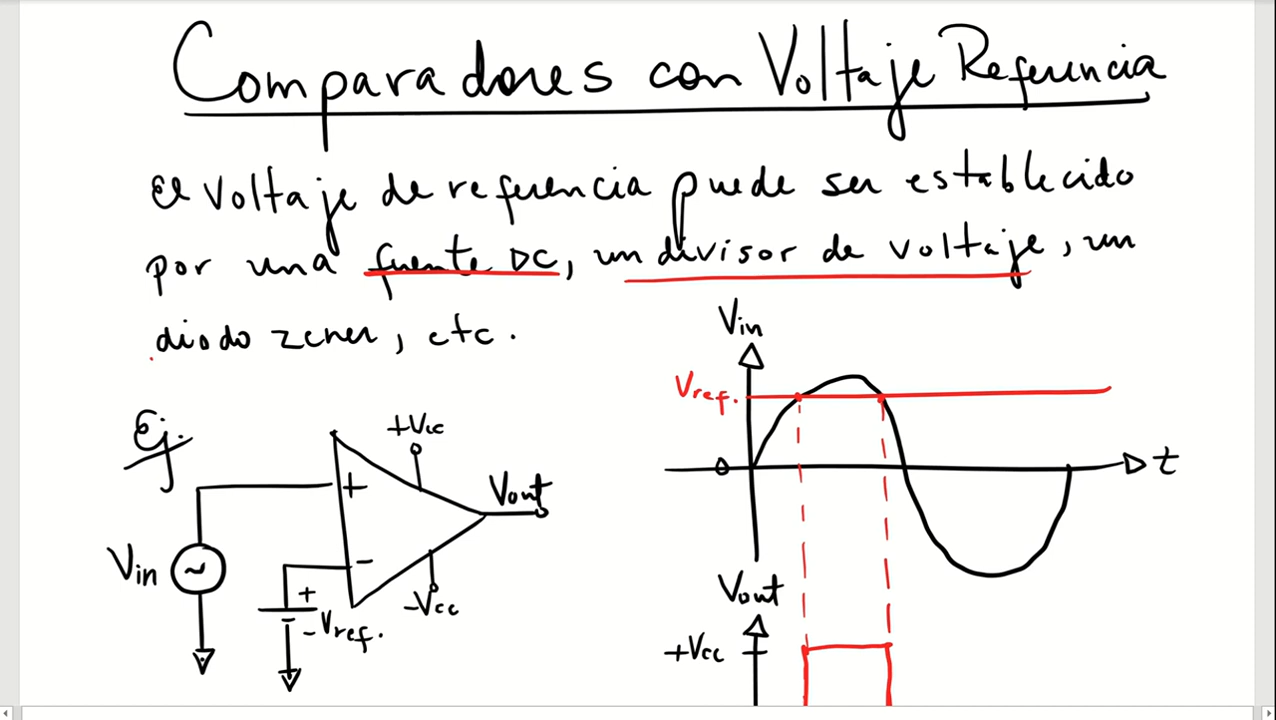 Comparadores con Voltaje Referencia
El voltaje de referencia puede ser establecido
por una fuente DC, un divisor de voltaje, un
diodo zener, etc.
Ej.
+Vcc
+
Vout
Vin
-
-Vcc
+
- Vref.
Vin
Vref.
0
t
Vout
+Vcc